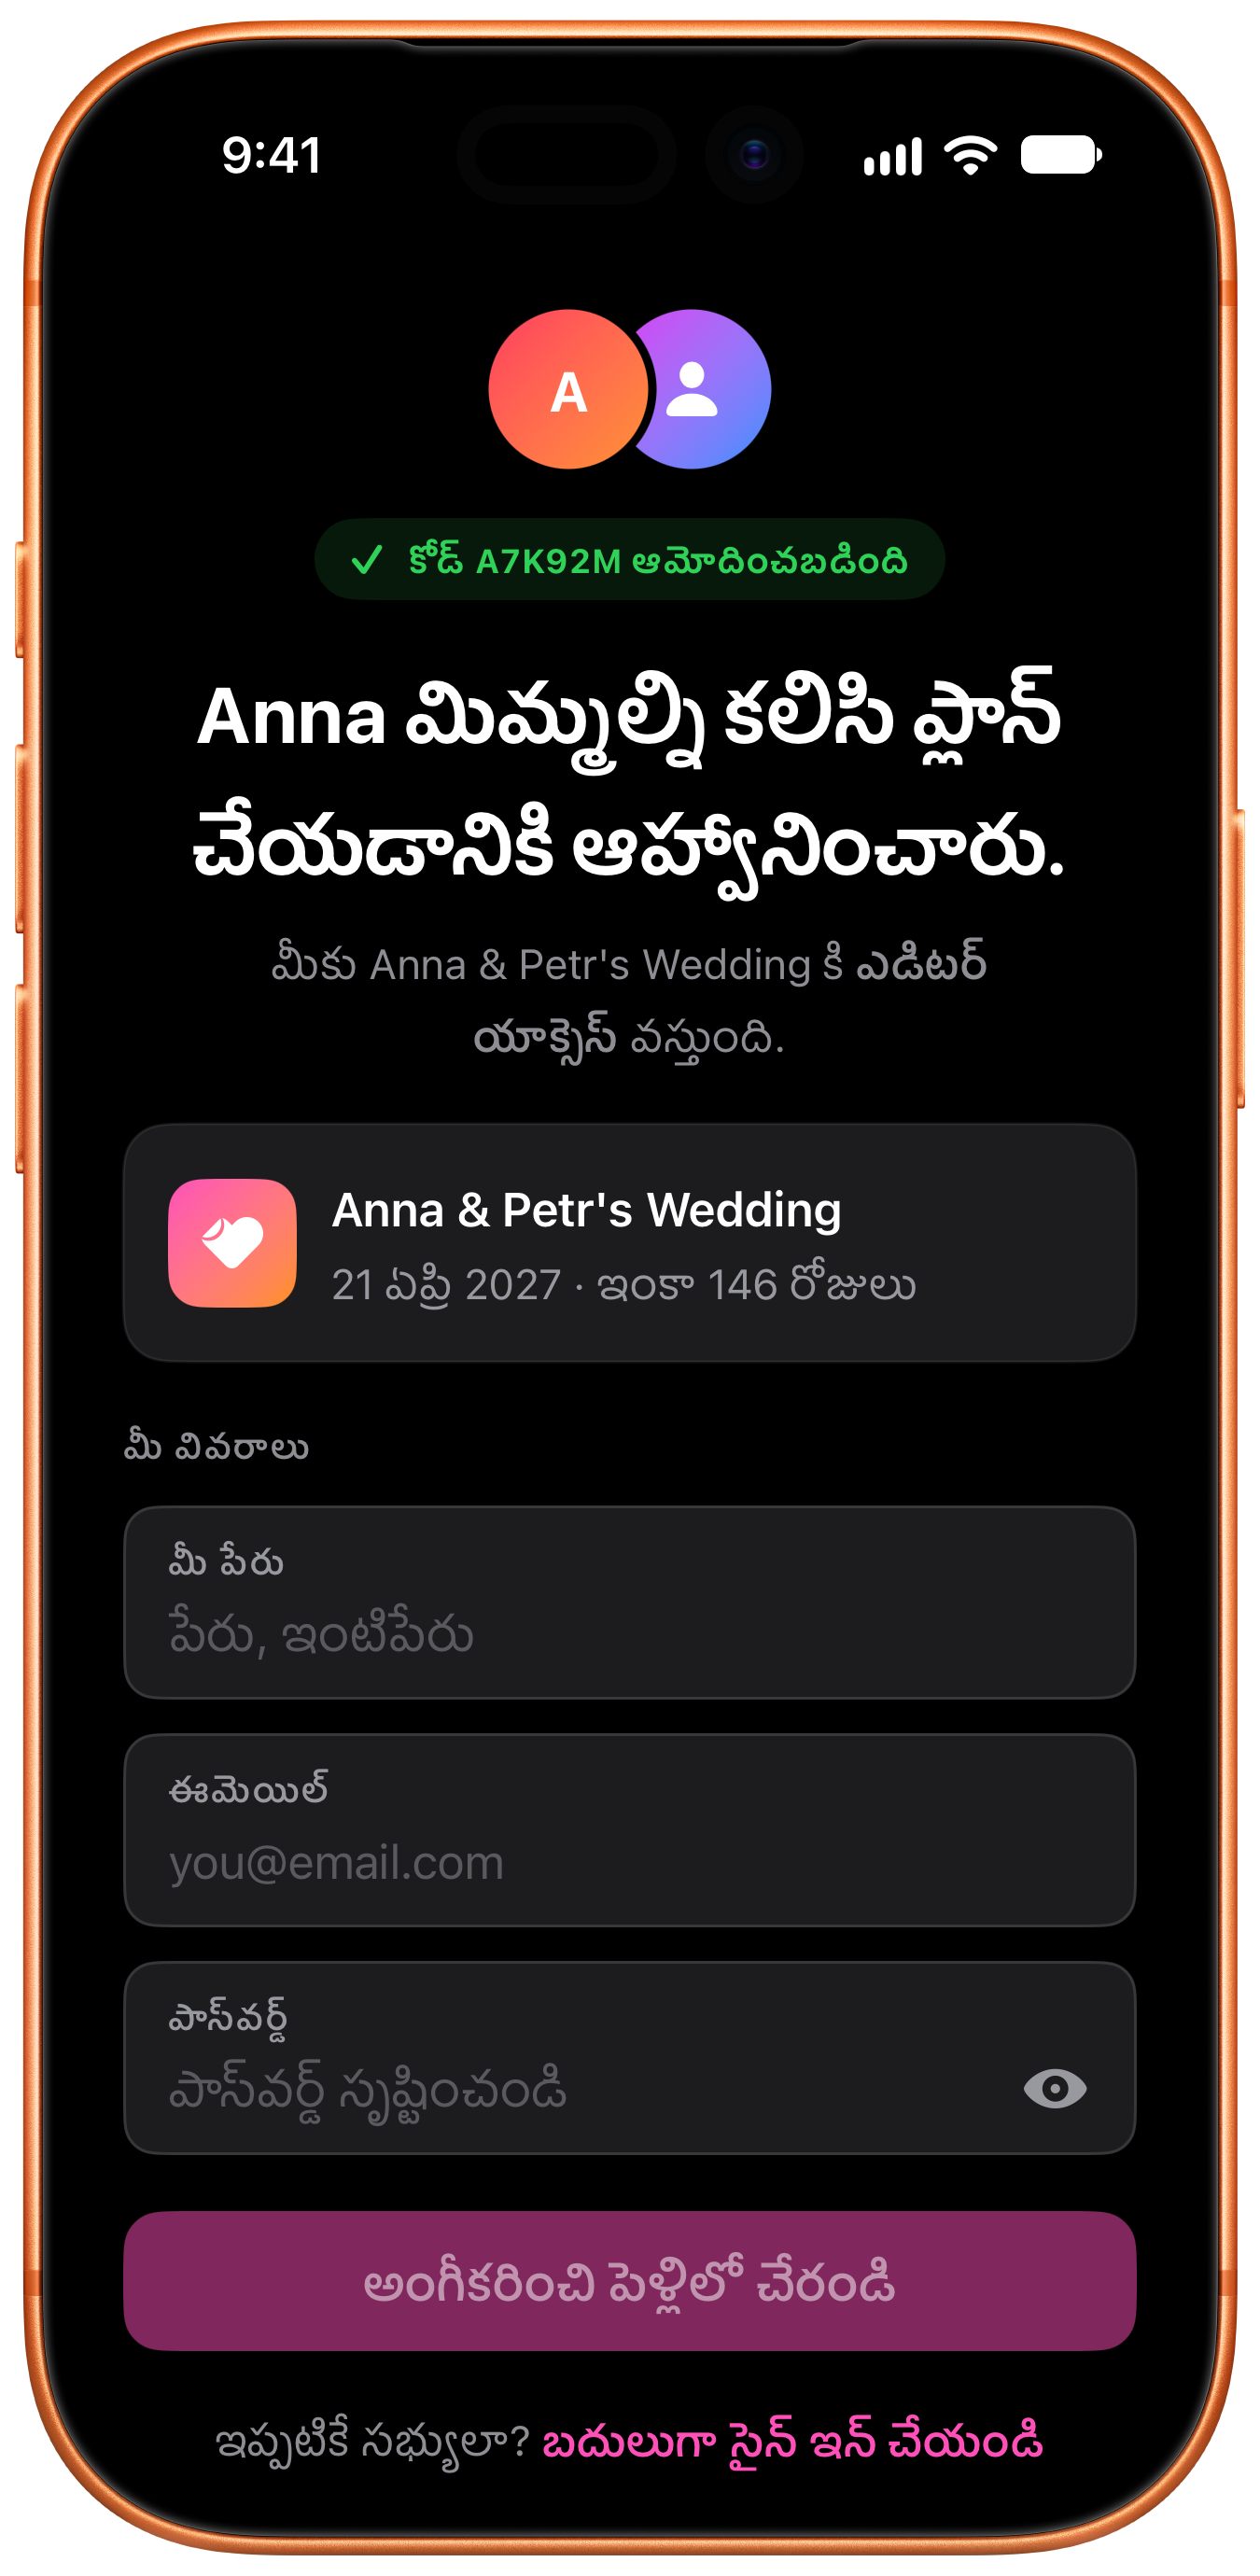 9:41
A
కోడ్ A7K92M ఆమోదించబడింది
Anna మిమ్మల్ని కలిసి ప్లాన్
చేయడానికి ఆహ్వానించారు.
మీకు Anna & Petr's Wedding కి ఎడిటర్
యాక్సెస్ వస్తుంది.
Anna & Petr's Wedding
21 ఏప్రి 2027 · ఇంకా 146 రోజులు
మీ వివరాలు
మీ పేరు
పేరు, ఇంటిపేరు
ఈమెయిల్
you@email.com
పాస్‌వర్డ్
పాస్‌వర్డ్ సృష్టించండి
అంగీకరించి పెళ్లిలో చేరండి
ఇప్పటికే సభ్యులా? బదులుగా సైన్ ఇన్ చేయండి